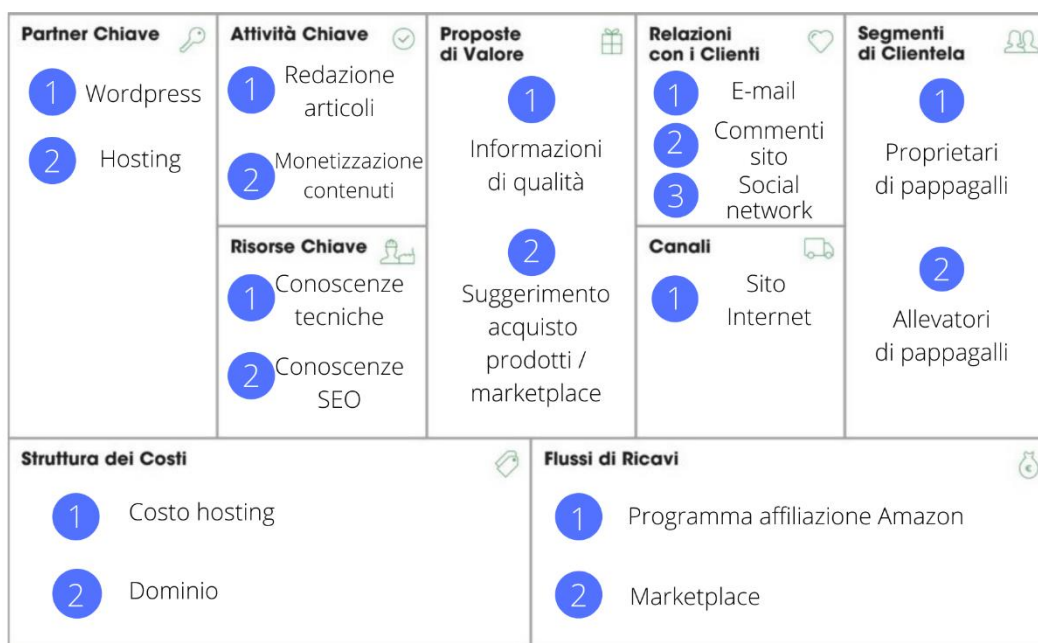 Partner Chiave
1 Wordpress
2 Hosting
Attività Chiave
1 Redazione
articoli
2 Monetizzazione
contenuti
Risorse Chiave
1 Conoscenze
tecniche
2 Conoscenze
SEO
Proposte
di Valore
1
Informazioni
di qualità
2
Suggerimento
acquisto
prodotti /
marketplace
Relazioni
con i Clienti
1 E-mail
2 Commenti
sito
3 Social
network
Canali
1 Sito
Internet
Segmenti
di Clientela
1
Proprietari
di pappagalli
2
Allevatori
di pappagalli
Struttura dei Costi
1 Costo hosting
2 Dominio
Flussi di Ricavi
€
1 Programma affiliazione Amazon
2 Marketplace